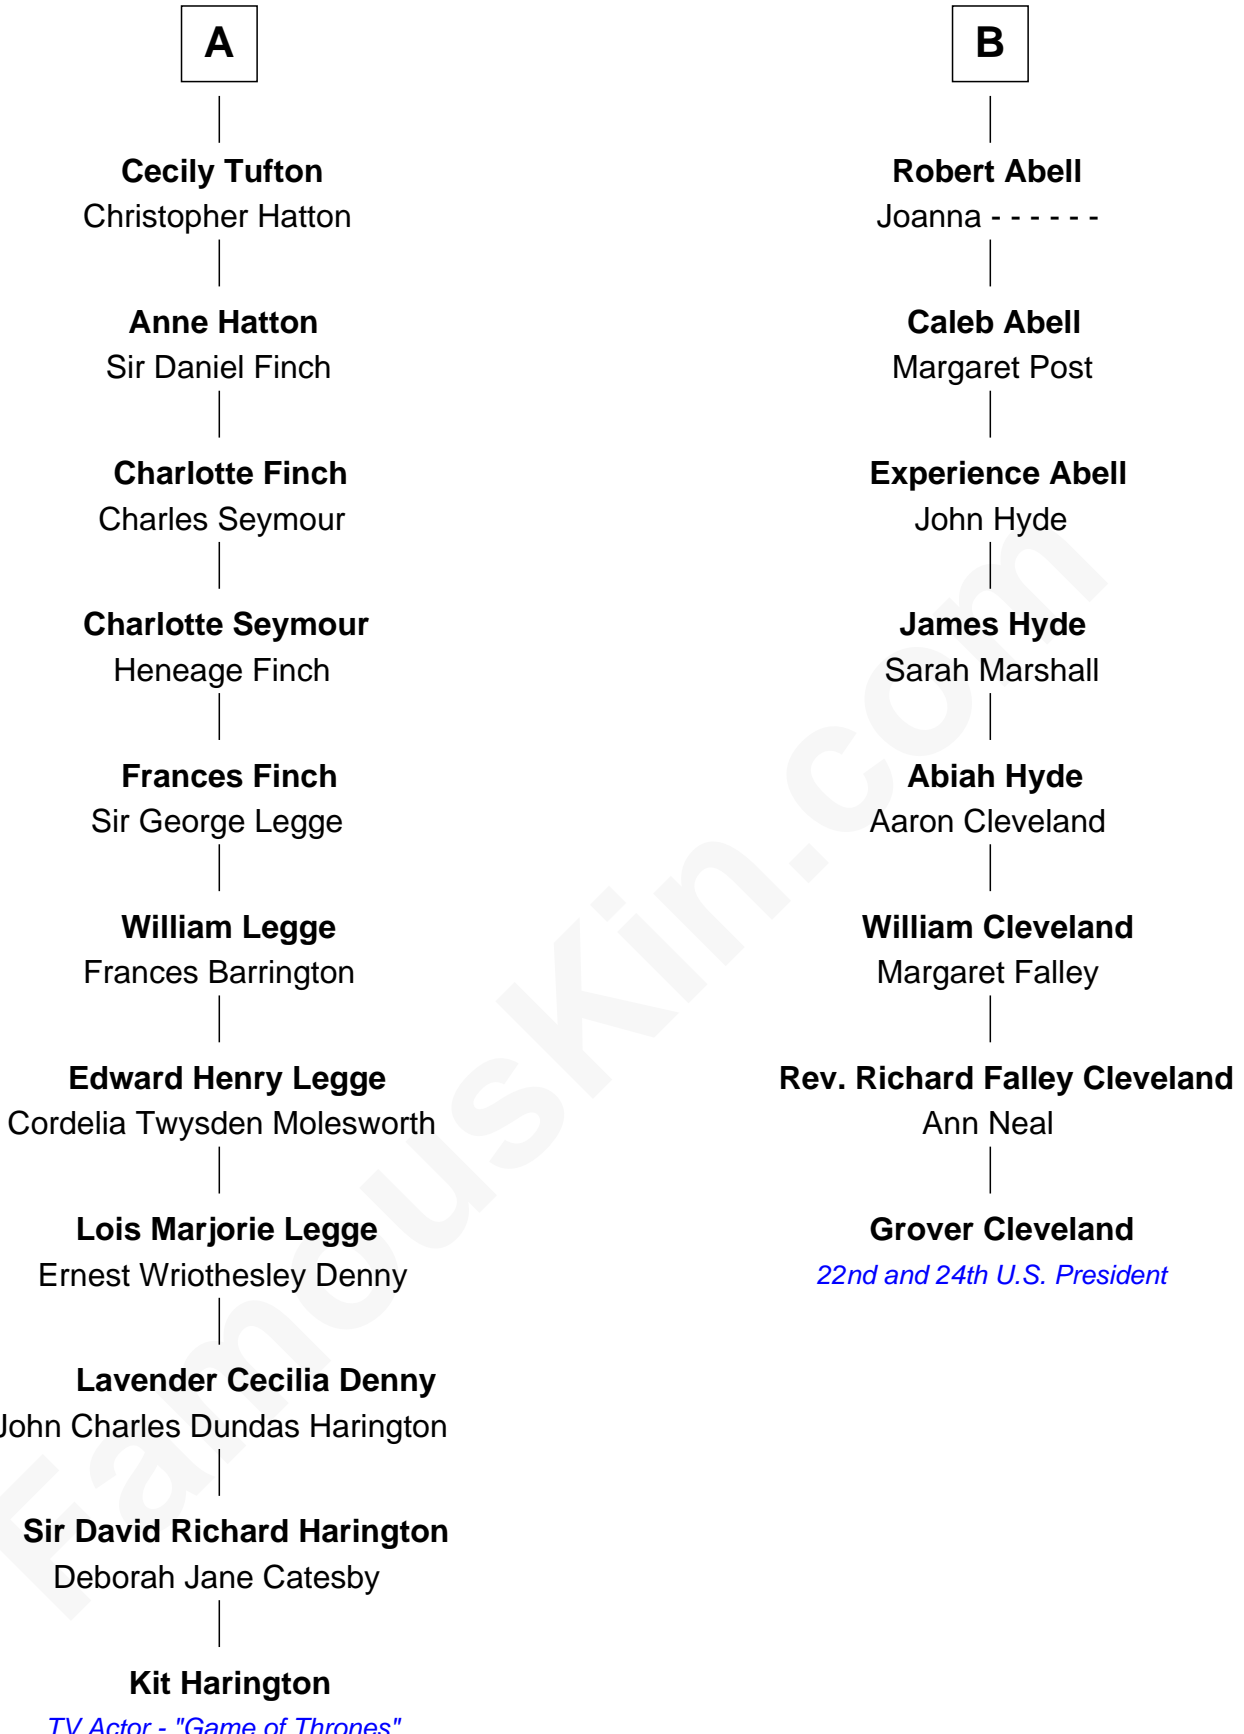 A
Cecily Tufton
Christopher Hatton
Anne Hatton
Sir Daniel Finch
Charlotte Finch
Charles Seymour
Charlotte Seymour
Heneage Finch
Frances Finch
Sir George Legge
William Legge
Frances Barrington
Edward Henry Legge
Cordelia Twysden Molesworth
Lois Marjorie Legge
Ernest Wriothesley Denny
Lavender Cecilia Denny
John Charles Dundas Harington
Sir David Richard Harington
Deborah Jane Catesby
Kit Harington
TV Actor - "Game of Thrones"
B
Robert Abell
Joanna - - - - - -
Caleb Abell
Margaret Post
Experience Abell
John Hyde
James Hyde
Sarah Marshall
Abiah Hyde
Aaron Cleveland
William Cleveland
Margaret Falley
Rev. Richard Falley Cleveland
Ann Neal
Grover Cleveland
22nd and 24th U.S. President
FamousKin.com